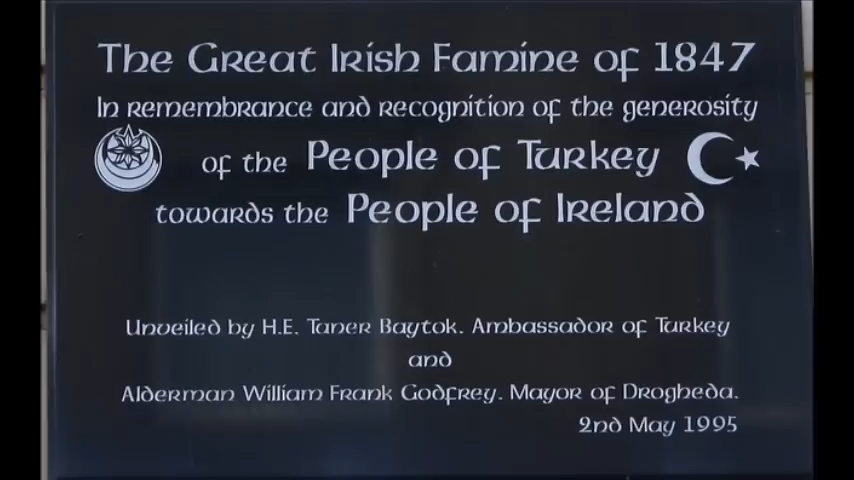 The Great Irish Famine of 1847
In remembrance and recognition of the generosity
of the People of Turkey
towards the People of Ireland
Unveiled by H.E. Taner Baytok. Ambassador of Turkey
and
Alderman William Frank Godfrey. Mayor of Drogheda.
2nd May 1995